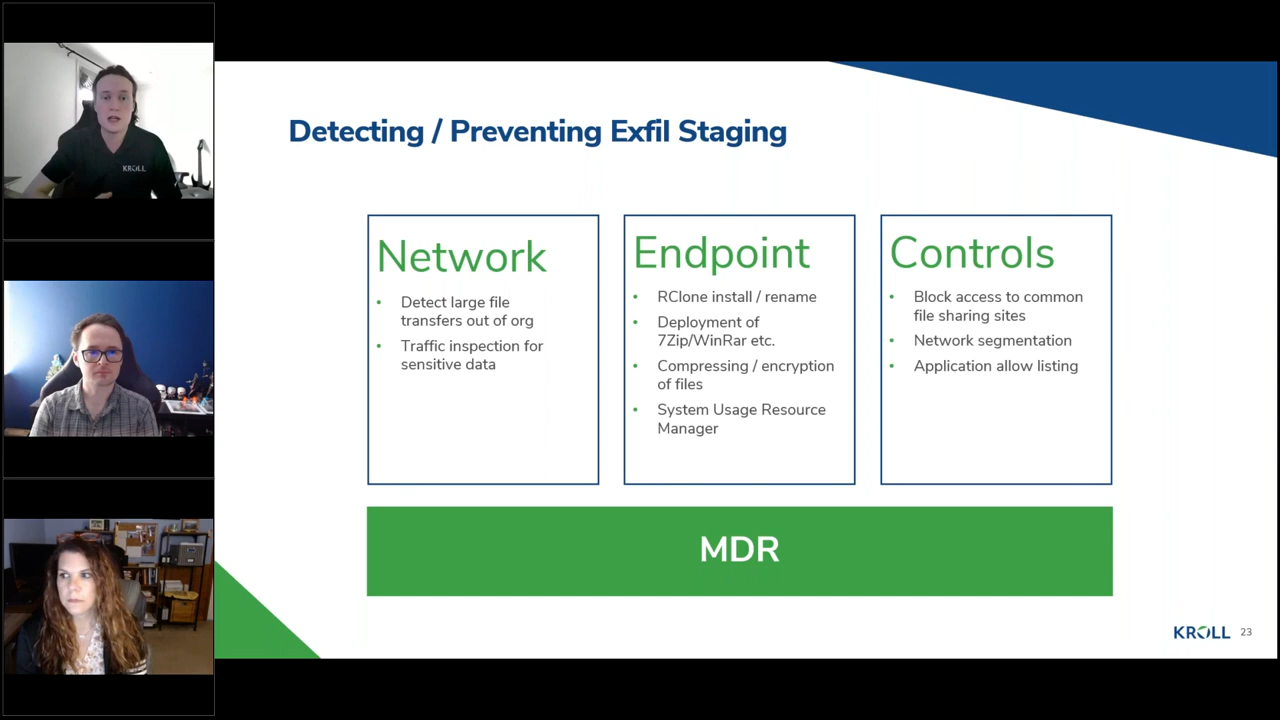 KROLL
Detecting / Preventing Exfil Staging
Network
• Detect large file
transfers out of org
• Traffic inspection for
sensitive data
Endpoint
• RClone install / rename
• Deployment of
7Zip/WinRar etc.
• Compressing / encryption
of files
• System Usage Resource
Manager
Controls
• Block access to common
file sharing sites
• Network segmentation
• Application allow listing
MDR
KROLL 23